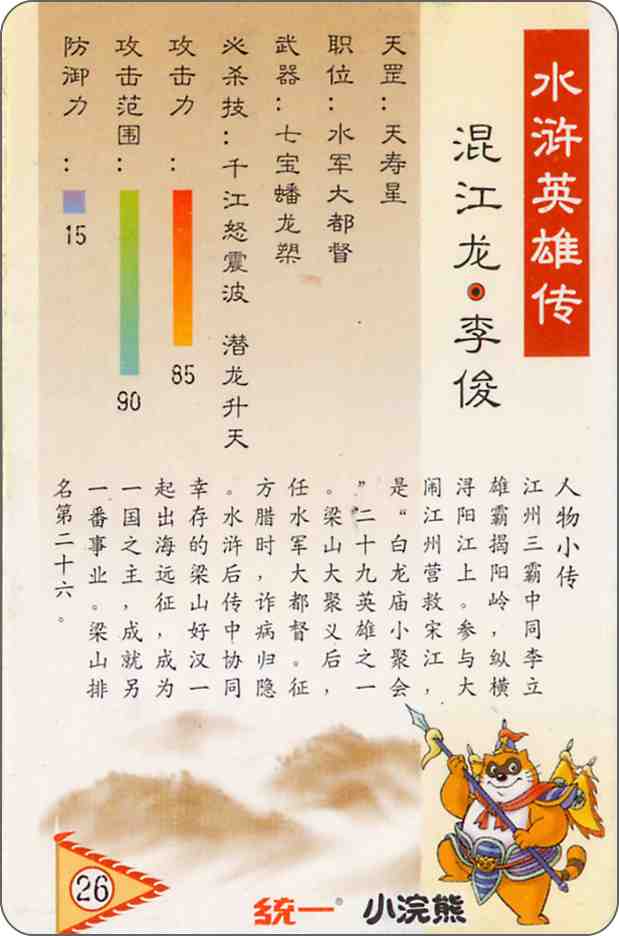 水浒英雄传
混江龙·李俊
天罡：天寿星
职位：水军大都督
武器：七宝蟠龙槊
必杀技：千江怒震波 潜龙升天
攻击力：
85
攻击范围：
90
防御力：
15
人物小传
江州三霸中同李立
雄霸揭阳岭，纵横
浔阳江上。参与大
闹江州营救宋江，
是“白龙庙小聚会
”二十九英雄之一
。梁山大聚义后，
任水军大都督。征
方腊时，诈病归隐
。水浒后传中协同
幸存的梁山好汉一
起出海远征，成为
一国之主，成就另
一番事业。梁山排
名第二十六。
26
统一® 小浣熊